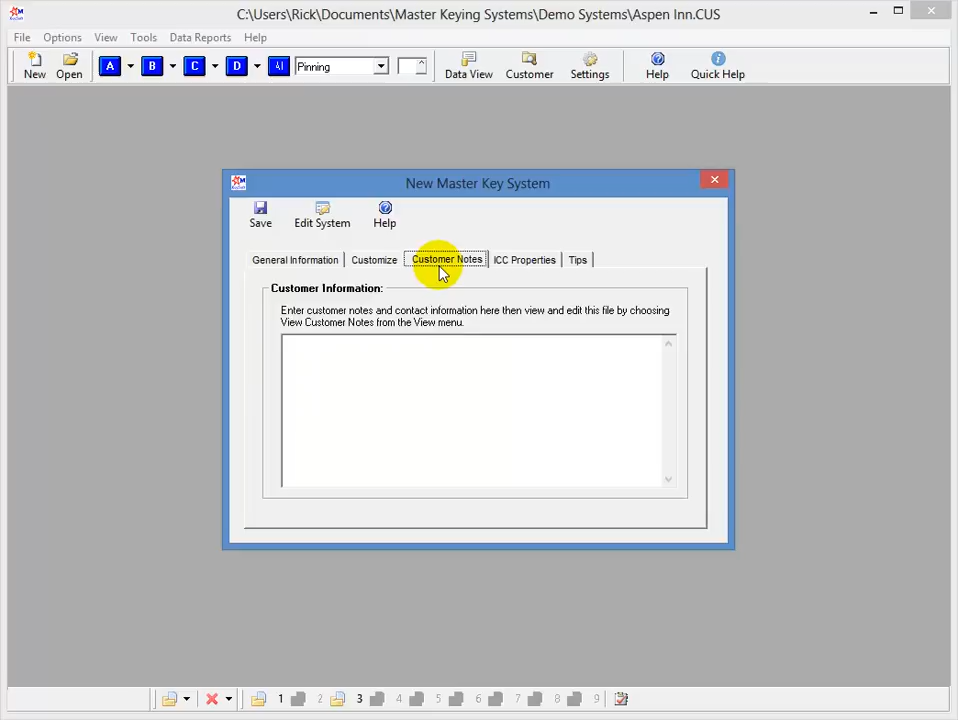 C:\Users\Rick\Documents\Master Keying Systems\Demo Systems\Aspen Inn.CUS
File Options View Tools Data Reports Help
New Open A B C D All Pinning Data View Customer Settings Help Quick Help
New Master Key System
Save Edit System Help
General Information Customize Customer Notes ICC Properties Tips
Customer Information:
Enter customer notes and contact information here then view and edit this file by choosing
View Customer Notes from the View menu.
1 2 3 4 5 6 7 8 9